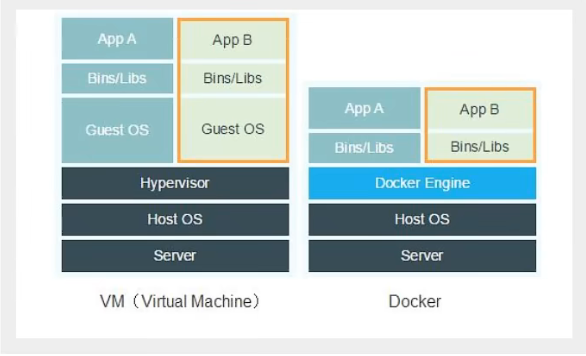 App A
App B
Bins/Libs
Bins/Libs
Guest OS
Guest OS
Hypervisor
Host OS
Server
VM（Virtual Machine）
App A
App B
Bins/Libs
Bins/Libs
Docker Engine
Host OS
Server
Docker